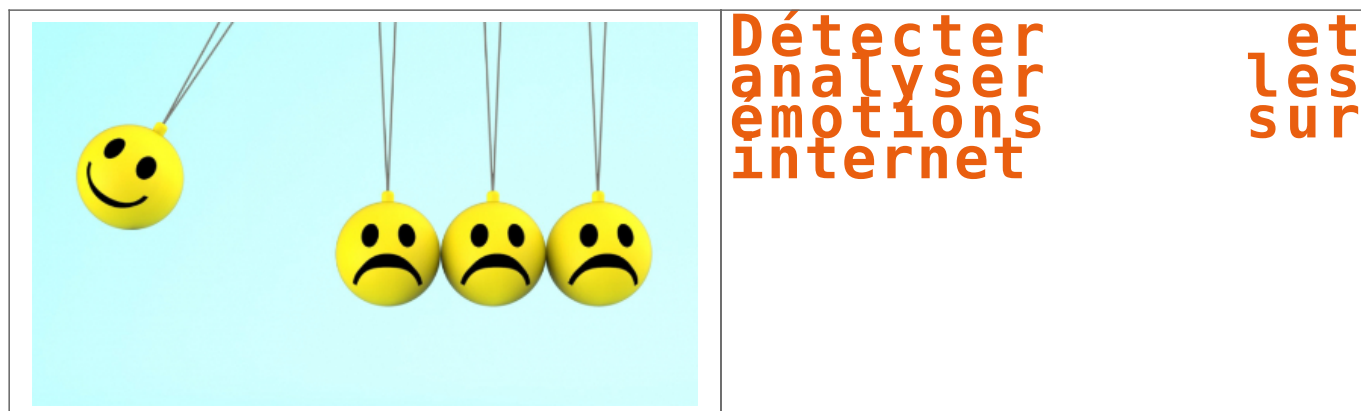 Détecter et
analyser les
émotions sur
internet